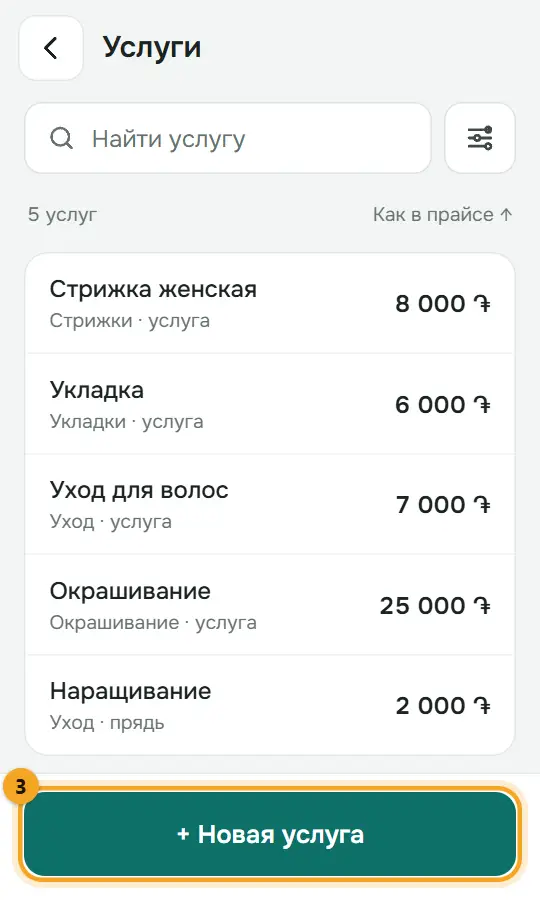 Услуги
Найти услугу
5 услуг
Как в прайсе ↑
Стрижка женская
8 000 ֏
Стрижки · услуга
Укладка
6 000 ֏
Укладки · услуга
Уход для волос
7 000 ֏
Уход · услуга
Окрашивание
25 000 ֏
Окрашивание · услуга
Наращивание
2 000 ֏
Уход · прядь
3
+ Новая услуга